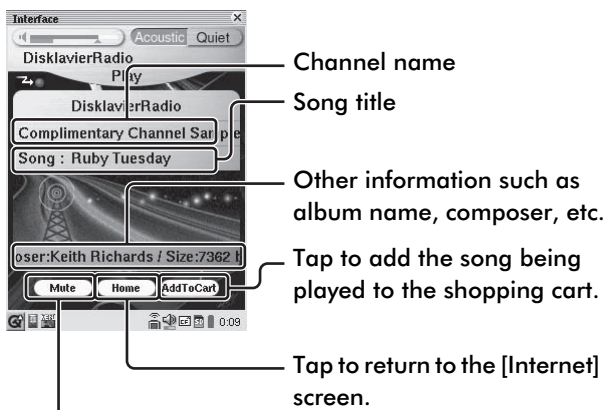 Interface ×
Acoustic Quiet
DisklavierRadio
Play
DisklavierRadio
Complimentary Channel Sample
Song : Ruby Tuesday
oser:Keith Richards / Size:7362
Mute Home AddToCart
0:09
Channel name
Song title
Other information such as
album name, composer, etc.
Tap to add the song being
played to the shopping cart.
Tap to return to the [Internet]
screen.